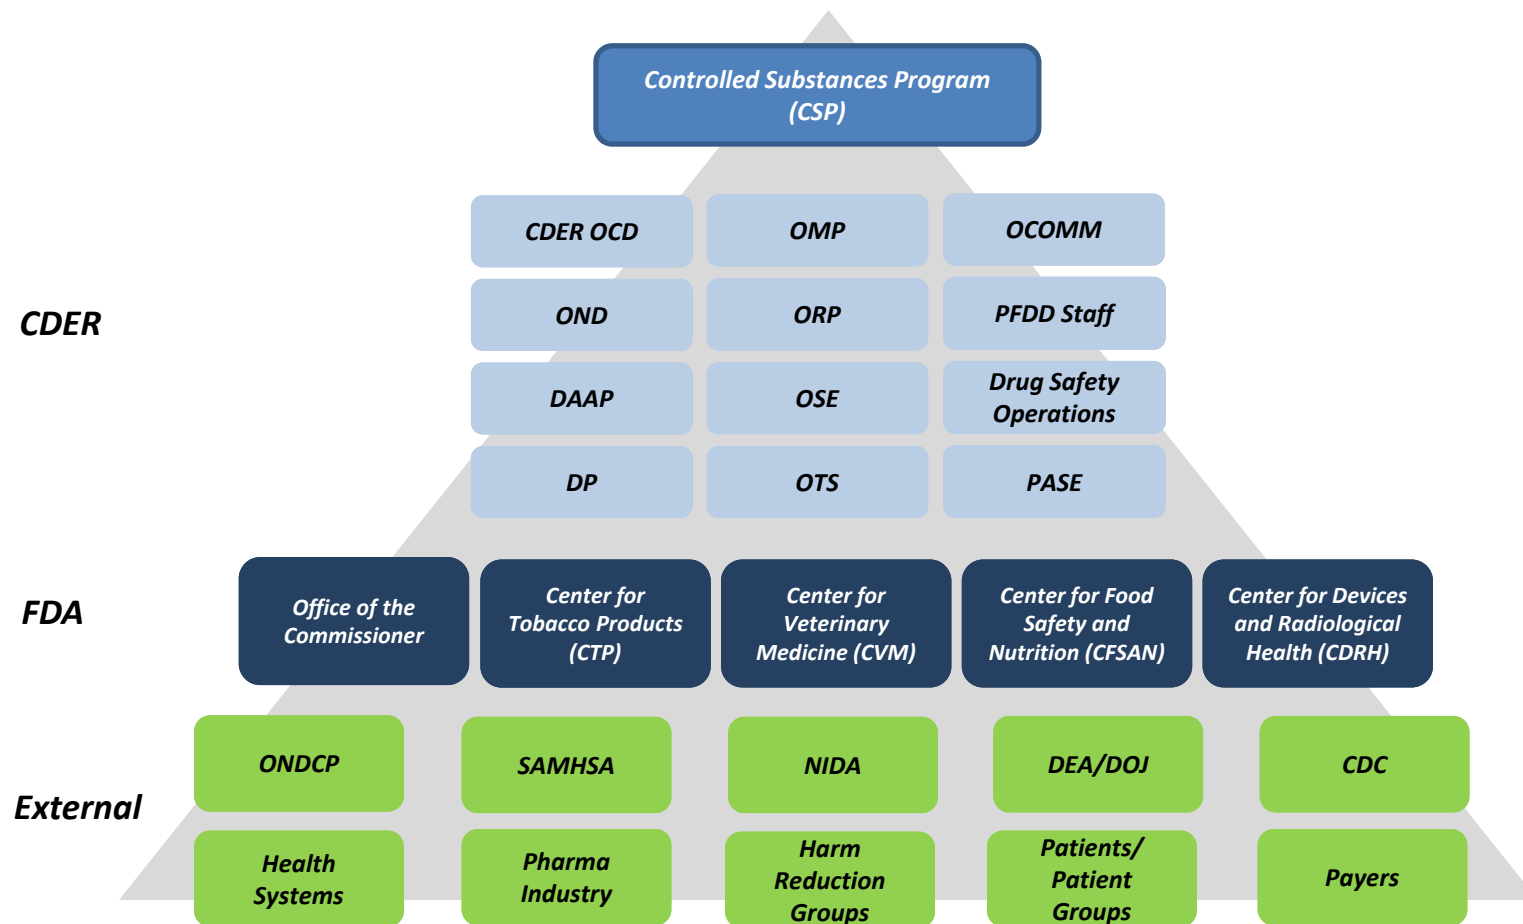 Controlled Substances Program
(CSP)
CDER
CDER OCD
OMP
OCOMM
OND
ORP
PFDD Staff
DAAP
OSE
Drug Safety
Operations
DP
OTS
PASE
FDA
Office of the
Commissioner
Center for
Tobacco Products
(CTP)
Center for
Veterinary
Medicine (CVM)
Center for Food
Safety and
Nutrition (CFSAN)
Center for Devices
and Radiological
Health (CDRH)
External
ONDCP
SAMHSA
NIDA
DEA/DOJ
CDC
Health
Systems
Pharma
Industry
Harm
Reduction
Groups
Patients/
Patient
Groups
Payers